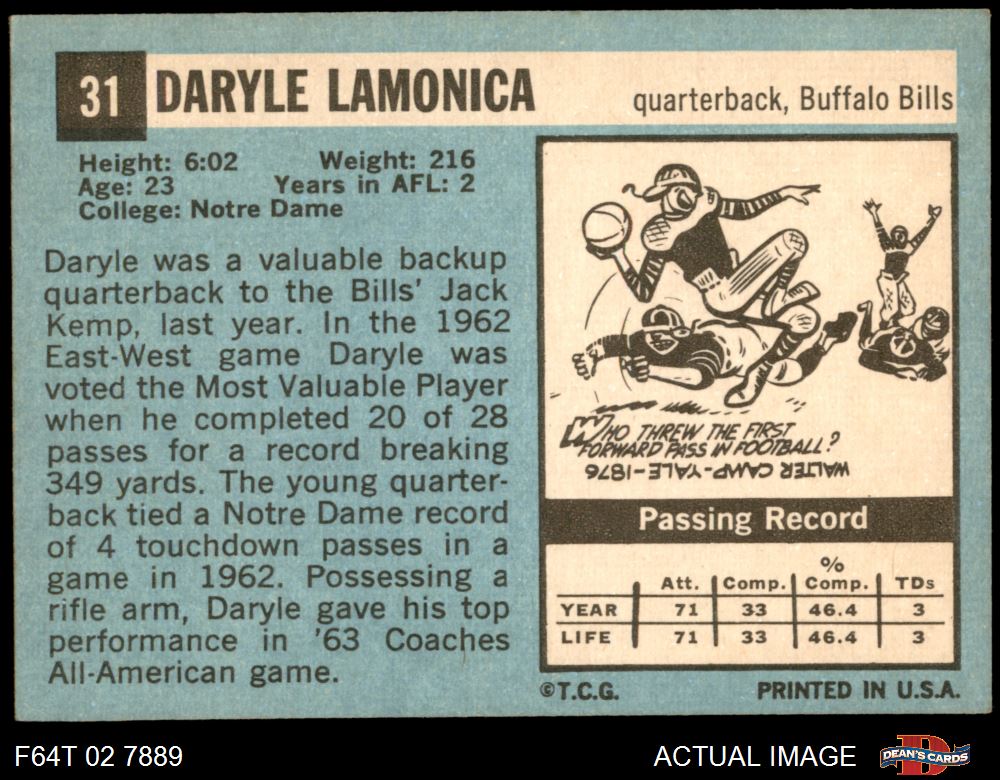 31 DARYLE LAMONICA
quarterback, Buffalo Bills
Height: 6:02 Weight: 216
Age: 23 Years in AFL: 2
College: Notre Dame
Daryle was a valuable backup
quarterback to the Bills' Jack
Kemp, last year. In the 1962
East-West game Daryle was
voted the Most Valuable Player
when he completed 20 of 28
passes for a record breaking
349 yards. The young quarter-
back tied a Notre Dame record
of 4 touchdown passes in a
game in 1962. Possessing a
rifle arm, Daryle gave his top
performance in '63 Coaches
All-American game.
WHO THREW THE FIRST
FORWARD PASS IN FOOTBALL?
WALTER CAMP-YALE-1876
Passing Record
Att. Comp. % Comp. TDs
YEAR 71 33 46.4 3
LIFE 71 33 46.4 3
©T.C.G. PRINTED IN U.S.A.
F64T 02 7889 ACTUAL IMAGE
D
DEAN'S CARDS